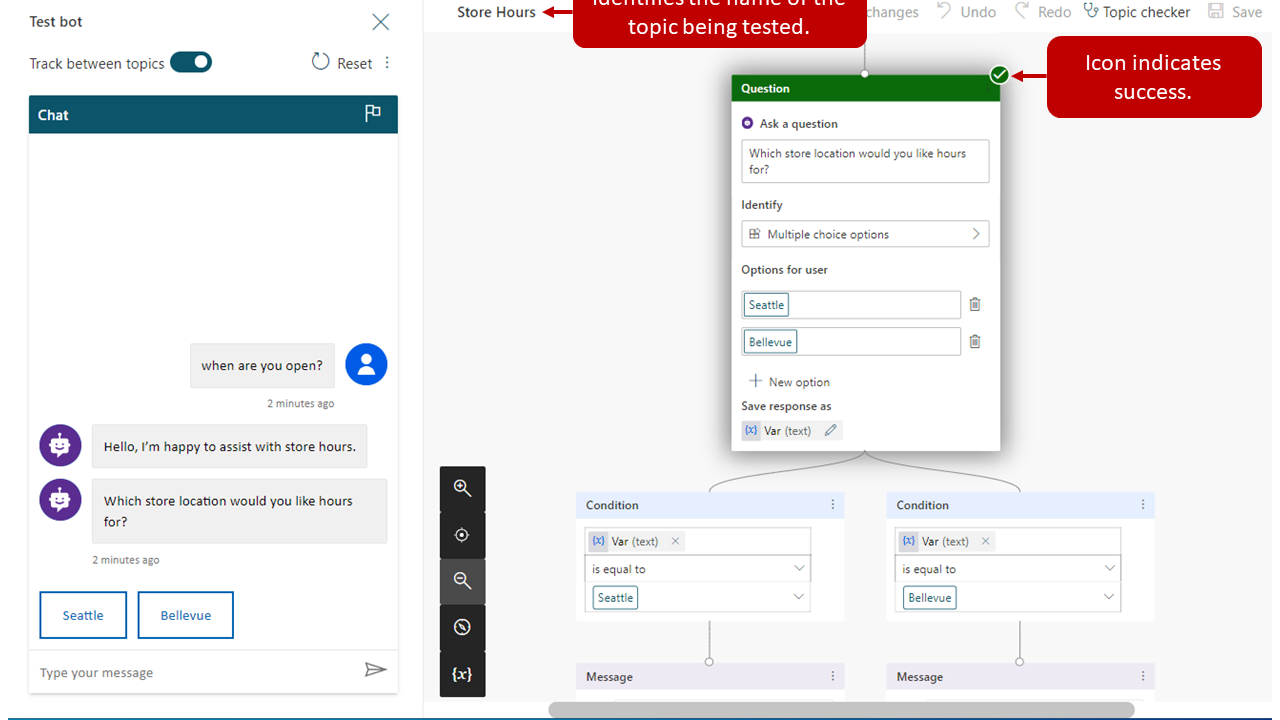 Test bot
Track between topics
Reset
Chat
when are you open?
2 minutes ago
Hello, I'm happy to assist with store hours.
Which store location would you like hours
for?
2 minutes ago
Seattle
Bellevue
Type your message
Store Hours
Identifies the name of the
topic being tested.
changes
Undo
Redo
Topic checker
Save
Icon indicates
success.
Question
Ask a question
Which store location would you like hours
for?
Identify
Multiple choice options
Options for user
Seattle
Bellevue
New option
Save response as
{x} Var (text)
Condition
{x} Var (text)
is equal to
Seattle
Message
Condition
{x} Var (text)
is equal to
Bellevue
Message
{x}